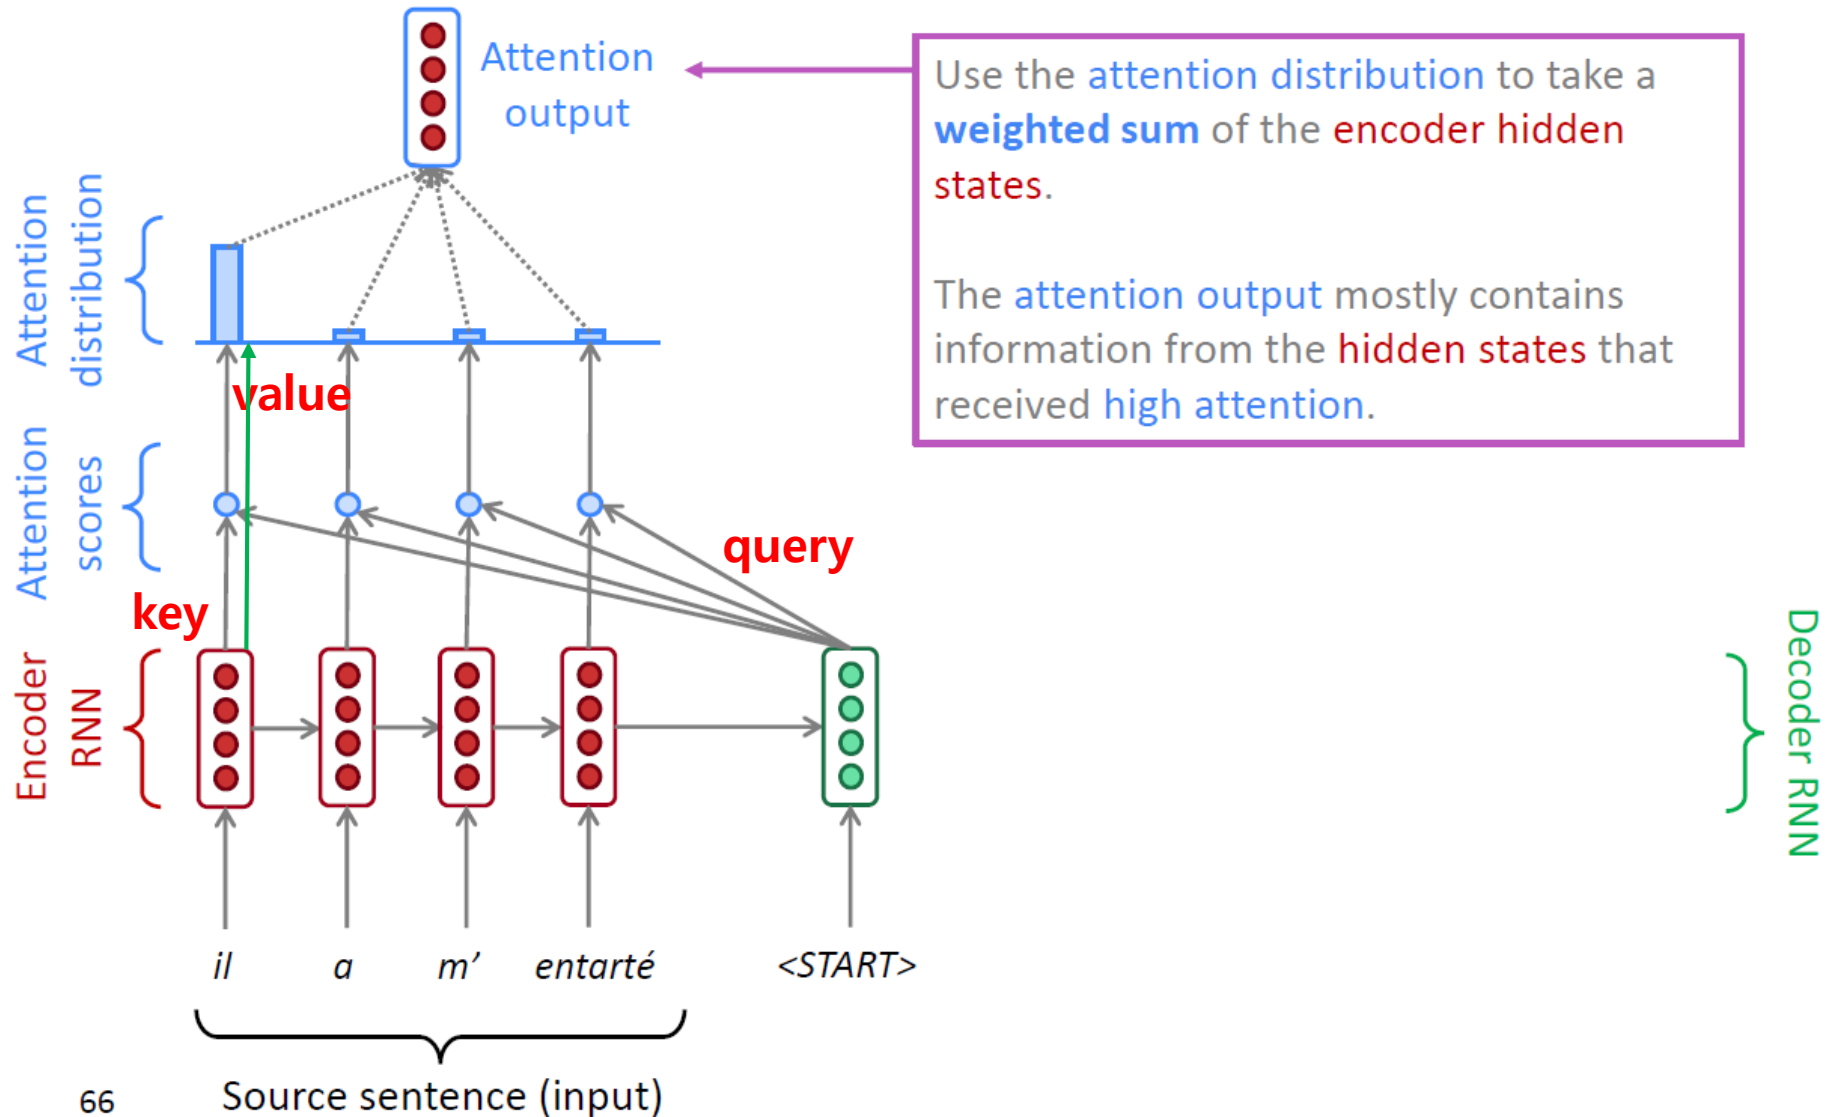 Attention
output
Use the attention distribution to take a
weighted sum of the encoder hidden
states.
The attention output mostly contains
information from the hidden states that
received high attention.
Attention
distribution
value
Attention
scores
query
key
Encoder
RNN
Decoder RNN
il a m’ entarté <START>
Source sentence (input)
66